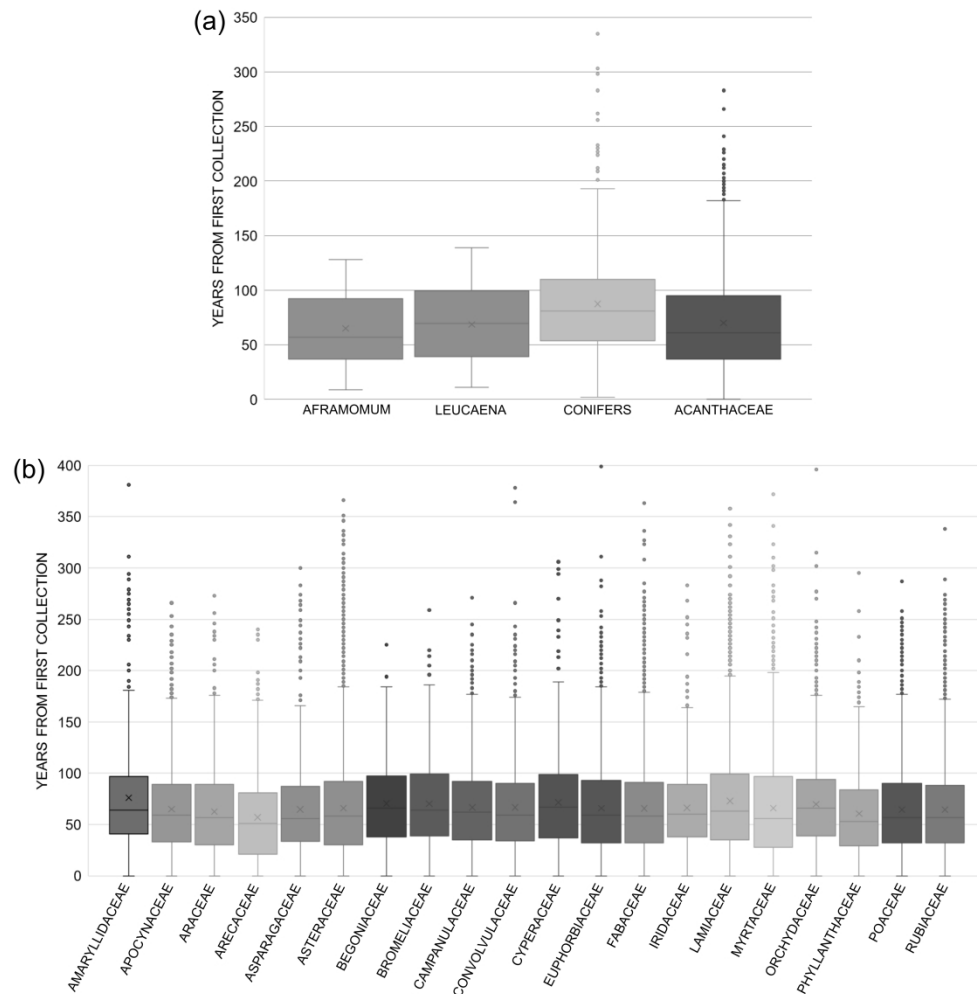 (a)
350
300
250
200
150
100
50
0
YEARS FROM FIRST COLLECTION
AFRAMOMUM LEUCAENA CONIFERS ACANTHACEAE
(b)
400
350
300
250
200
150
100
50
0
YEARS FROM FIRST COLLECTION
AMARYLLIDACEAE
APOCYNACEAE
ARACEAE
ARECACEAE
ASPARAGACEAE
ASTERACEAE
BEGONIACEAE
BROMELIACEAE
CAMPANULACEAE
CONVOLVULACEAE
CYPERACEAE
EUPHORBIACEAE
FABACEAE
IRIDACEAE
LAMIACEAE
MYRTACEAE
ORCHYDACEAE
PHYLLANTHACEAE
POACEAE
RUBIACEAE